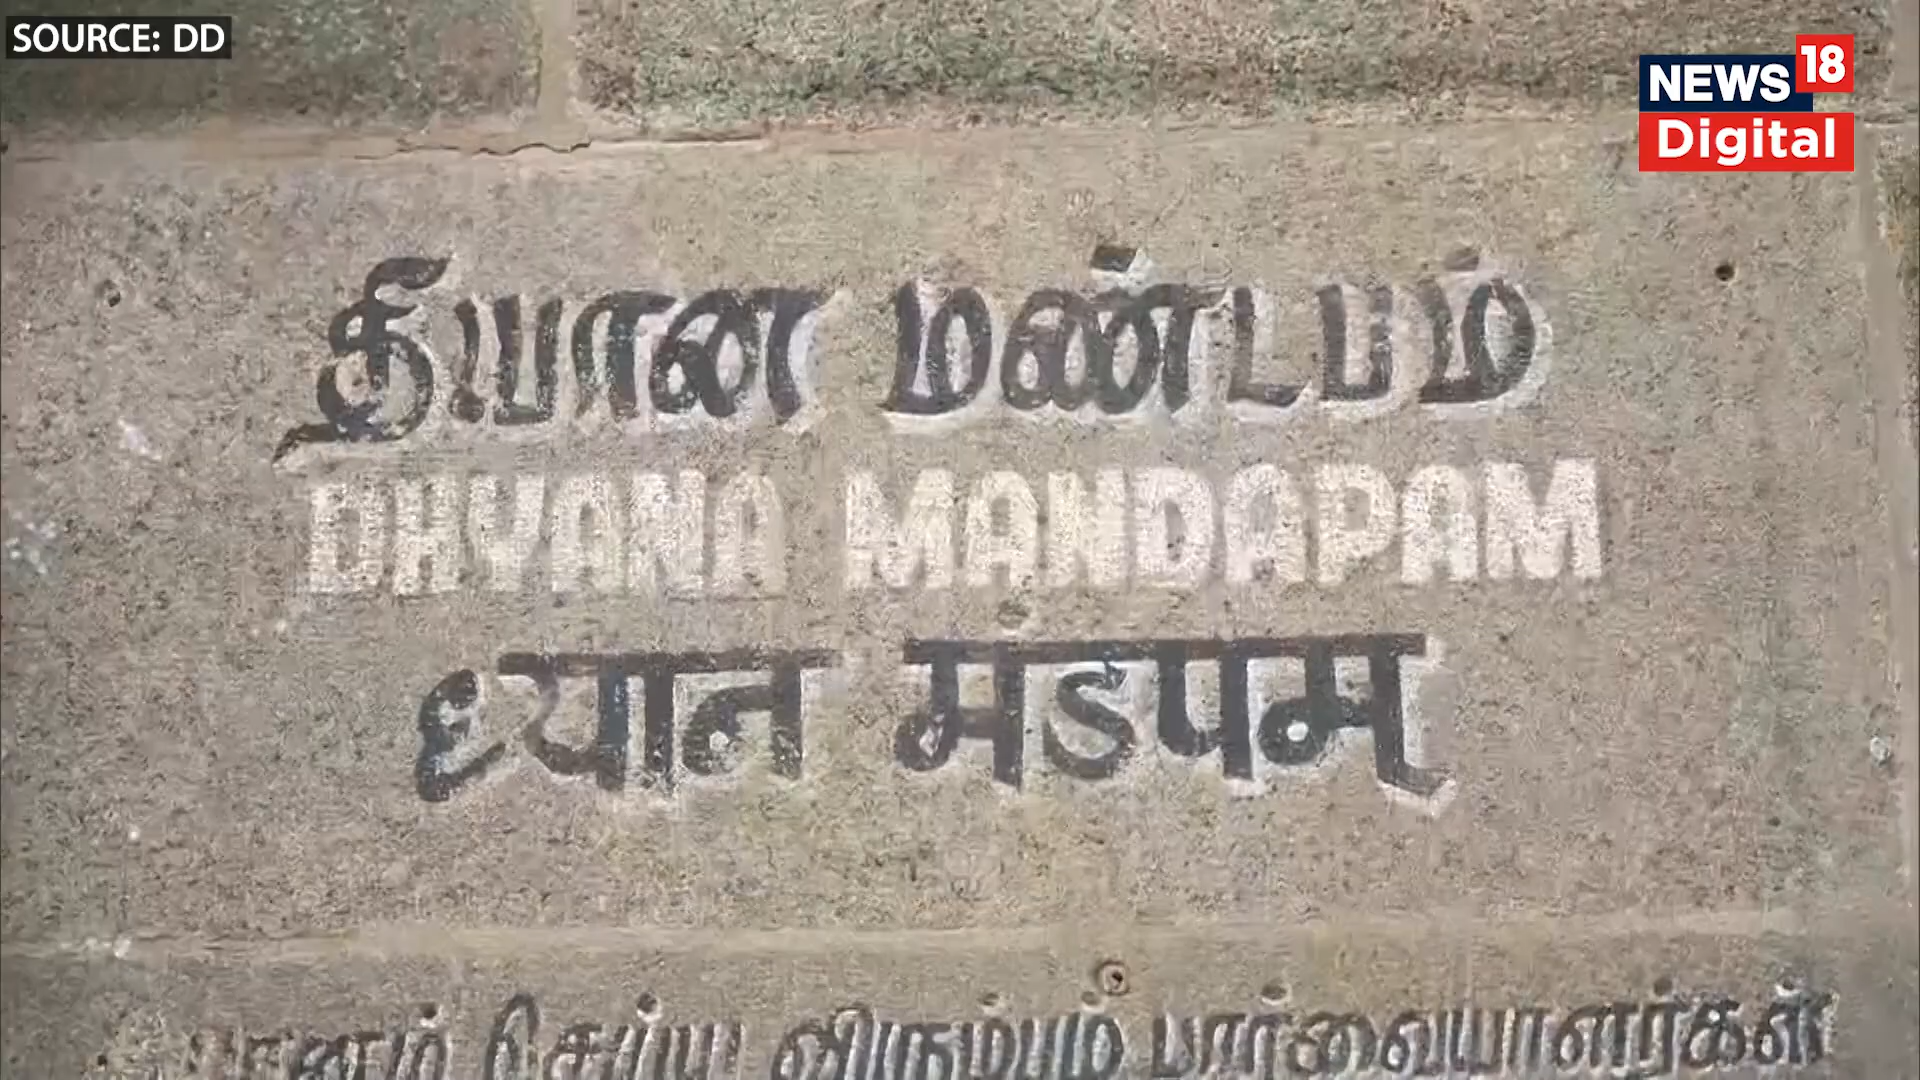 SOURCE: DD
NEWS 18
Digital
தியான மண்டபம்
DHYANA MANDAPAM
ध्यान मंडपम्
செய்ய விரும்பும் பார்வையாளர்கள்